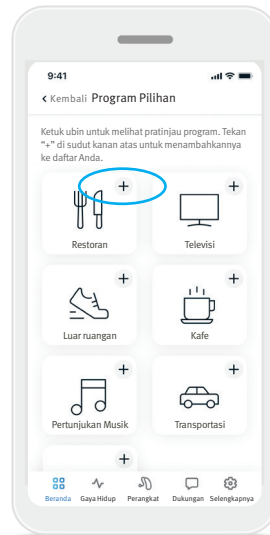 9:41
Kembali Program Pilihan
Ketuk ubin untuk melihat pratinjau program. Tekan
"+" di sudut kanan atas untuk menambahkannya
ke daftar Anda.
+ +
Restoran Televisi
+ +
Luar ruangan Kafe
+ +
Pertunjukan Musik Transportasi
+
Beranda Gaya Hidup Perangkat Dukungan Selengkapnya